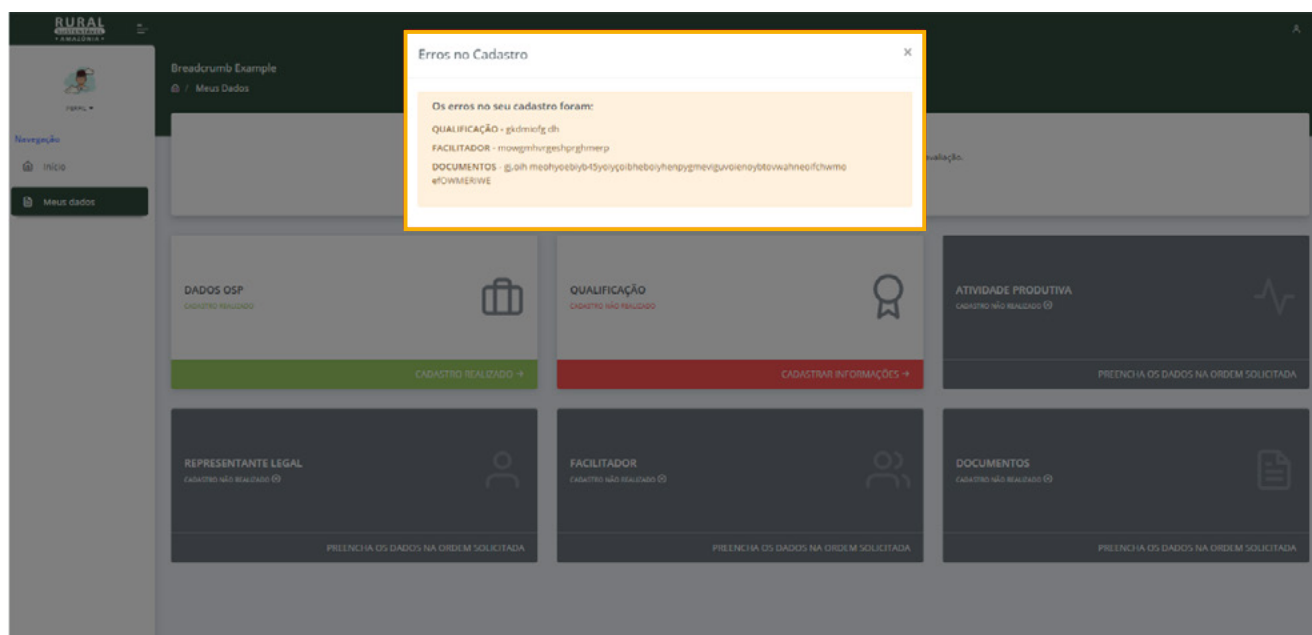 RURAL
SUSTENTÁVEL
• AMAZÔNIA •
Breadcrumb Example
/ Meus Dados
Navegação
Início
Meus dados
Erros no Cadastro
×
Os erros no seu cadastro foram:
QUALIFICAÇÃO - gkdmiofg dh
FACILITADOR - mowgmhvrgeshprghmerp
DOCUMENTOS -
efOWMERIWE
avaliação.
DADOS OSP
CADASTRO REALIZADO
CADASTRO REALIZADO →
QUALIFICAÇÃO
CADASTRO NÃO REALIZADO
CADASTRAR INFORMAÇÕES →
ATIVIDADE PRODUTIVA
CADASTRO NÃO REALIZADO
PREENCHA OS DADOS NA ORDEM SOLICITADA
REPRESENTANTE LEGAL
CADASTRO NÃO REALIZADO
PREENCHA OS DADOS NA ORDEM SOLICITADA
FACILITADOR
CADASTRO NÃO REALIZADO
PREENCHA OS DADOS NA ORDEM SOLICITADA
DOCUMENTOS
CADASTRO NÃO REALIZADO
PREENCHA OS DADOS NA ORDEM SOLICITADA